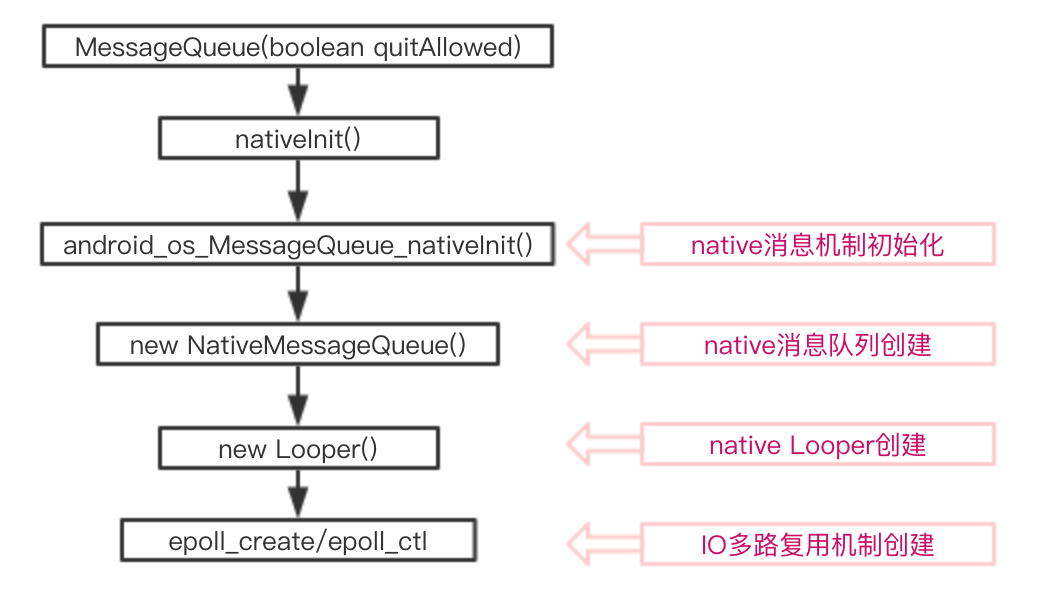 MessageQueue(boolean quitAllowed)
nativeInit()
android_os_MessageQueue_nativeInit()
native消息机制初始化
new NativeMessageQueue()
native消息队列创建
new Looper()
native Looper创建
epoll_create/epoll_ctl
IO多路复用机制创建